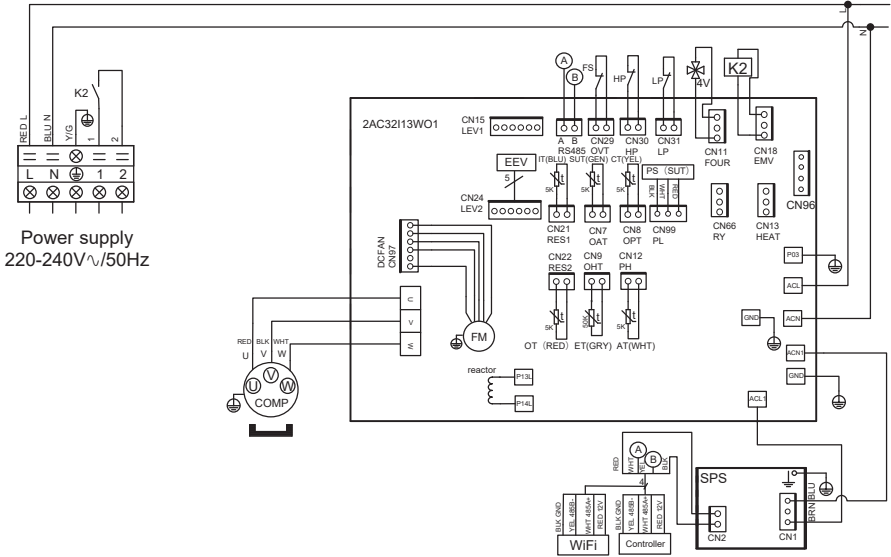 L
N
K2
RED L
BLU N
Y/G
1
2
L N 1 2
Power supply
220-240V∿/50Hz
2AC32I13WO1
A
B
FS
HP
LP
4V
K2
CN15
LEV1
A B
RS485
CN29
OVT
CN30
HP
CN31
LP
CN11
FOUR
CN18
EMV
EEV
5
CN24
LEV2
IT(BLU) SUT(GEN) CT(YEL)
t
5K
t
5K
t
5K
PS (SUT)
BLK
WHT
RED
CN21
RES1
CN7
OAT
CN8
OPT
CN99
PL
CN66
RY
CN13
HEAT
CN96
DCFAN
CN97
CN22
RES2
CN9
OHT
CN12
PH
t
5K
t
50K
t
5K
OT (RED) ET(GRY) AT(WHT)
P03
ACL
GND
ACN
ACN1
GND
ACL1
U
V
W
FM
RED BLK WHT
U V W
U
V
W
COMP
reactor
P13L
P14L
RED
WHT
A
YEL
B
BLK
4
BLK GND
YEL 485B-
WHT 485A+
RED 12V
WiFi
BLK GND
YEL 485B-
WHT 485A+
RED 12V
Controller
SPS
CN2
CN1
BRN
BLU